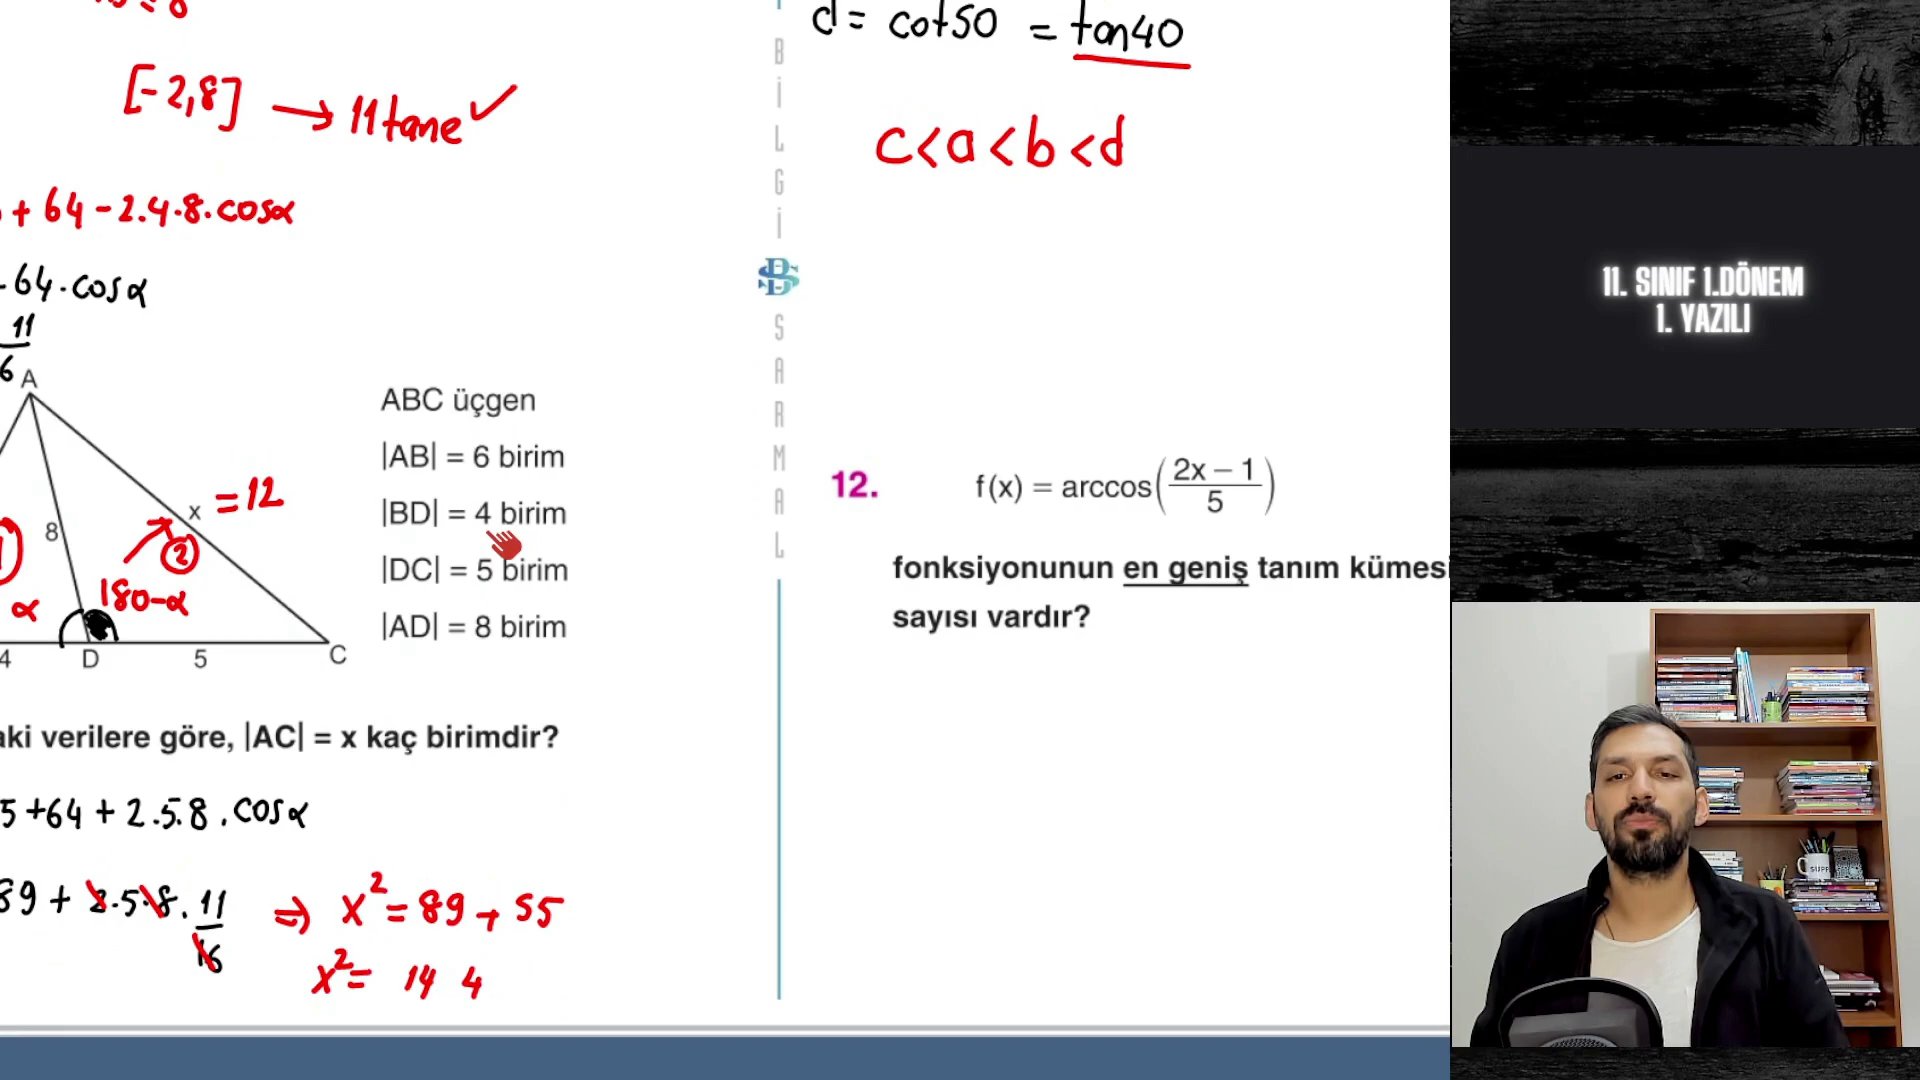 [-2,8] → 11 tane ✓
+ 64 - 2.4.8.cosα
64.cosα
11
6
A
8
x = 12
②
180-α
α
4
D
5
C
ABC üçgen
|AB| = 6 birim
|BD| = 4 birim
|DC| = 5 birim
|AD| = 8 birim
aki verilere göre, |AC| = x kaç birimdir?
5 + 64 + 2.5.8.cosα
89 + 2.5.8. 11/16 ⇒ x² = 89 + 55
x² = 144
BİLGİ
SARMAL
d = cot50 = tan40
c < a < b < d
12. f(x) = arccos((2x – 1)/5)
fonksiyonunun en geniş tanım kümesi
sayısı vardır?
11. SINIF 1.DÖNEM
1. YAZILI